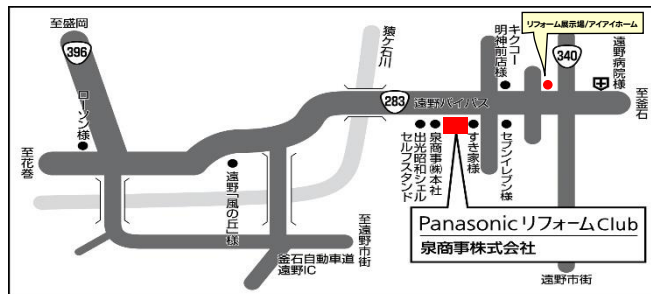 至盛岡
396
ローソン様
至花巻
猿ケ石川
遠野「風の丘」様
釜石自動車道
遠野IC
至遠野市街
283
遠野バイパス
出光昭和シェル
セルフスタンド
泉商事㈱本社
すき家様
セブンイレブン様
キクコー
明神前店様
リフォーム展示場/アイアイホーム
340
遠野病院様
至釜石
Panasonic リフォームClub
泉商事株式会社
遠野市街